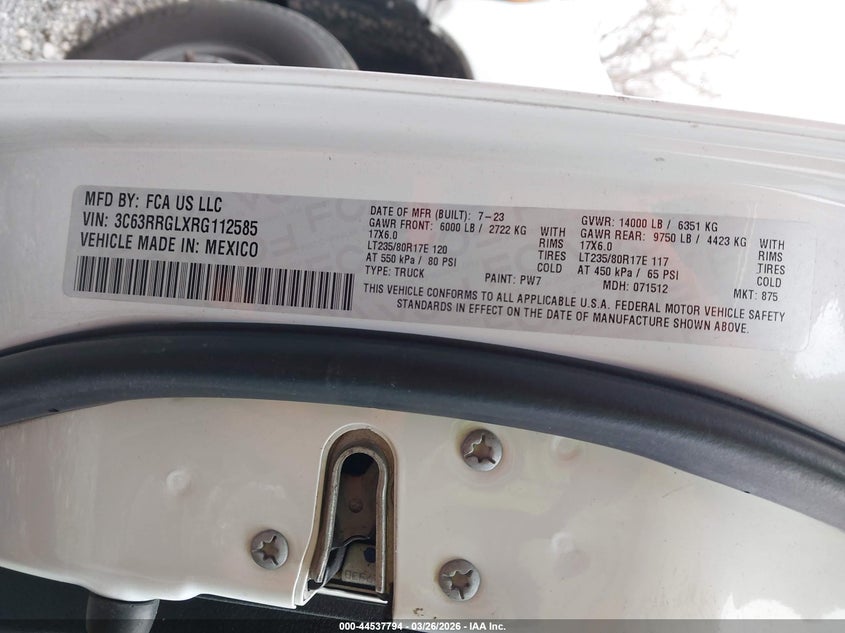 MFD BY: FCA US LLC
VIN: 3C63RRGLXRG112585
VEHICLE MADE IN: MEXICO
DATE OF MFR (BUILT): 7-23 GVWR: 14000 LB / 6351 KG
GAWR FRONT: 6000 LB / 2722 KG WITH GAWR REAR: 9750 LB / 4423 KG WITH
17X6.0 RIMS 17X6.0 RIMS
LT235/80R17E 120 TIRES LT235/80R17E 117 TIRES
AT 550 kPa / 80 PSI COLD AT 450 kPa / 65 PSI COLD
TYPE: TRUCK PAINT: PW7 MDH: 071512 MKT: 875
THIS VEHICLE CONFORMS TO ALL APPLICABLE U.S.A. FEDERAL MOTOR VEHICLE SAFETY
STANDARDS IN EFFECT ON THE DATE OF MANUFACTURE SHOWN ABOVE.
000-44537794 - 03/26/2026 - IAA Inc.